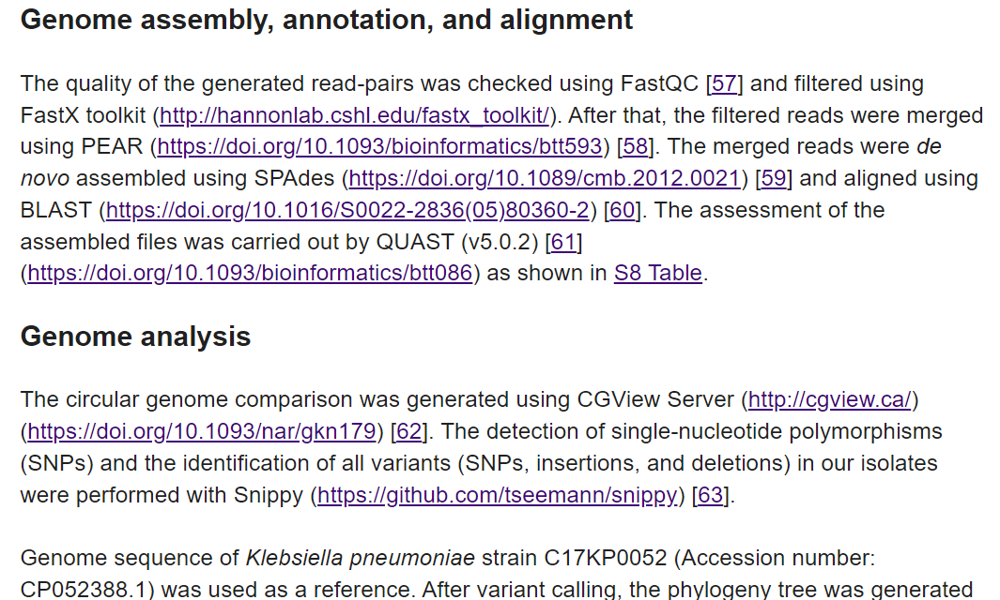 Genome assembly, annotation, and alignment
The quality of the generated read-pairs was checked using FastQC [57] and filtered using
FastX toolkit (http://hannonlab.cshl.edu/fastx_toolkit/). After that, the filtered reads were merged
using PEAR (https://doi.org/10.1093/bioinformatics/btt593) [58]. The merged reads were de
novo assembled using SPAdes (https://doi.org/10.1089/cmb.2012.0021) [59] and aligned using
BLAST (https://doi.org/10.1016/S0022-2836(05)80360-2) [60]. The assessment of the
assembled files was carried out by QUAST (v5.0.2) [61]
(https://doi.org/10.1093/bioinformatics/btt086) as shown in S8 Table.
Genome analysis
The circular genome comparison was generated using CGView Server (http://cgview.ca/)
(https://doi.org/10.1093/nar/gkn179) [62]. The detection of single-nucleotide polymorphisms
(SNPs) and the identification of all variants (SNPs, insertions, and deletions) in our isolates
were performed with Snippy (https://github.com/tseemann/snippy) [63].
Genome sequence of Klebsiella pneumoniae strain C17KP0052 (Accession number:
CP052388.1) was used as a reference. After variant calling, the phylogeny tree was generated